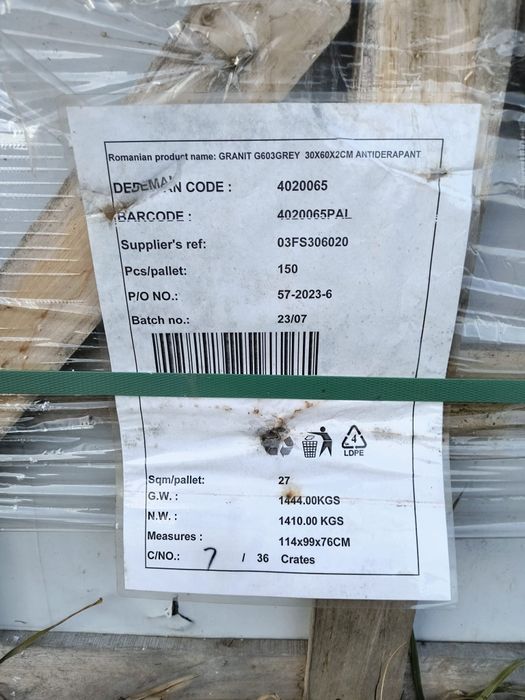 Romanian product name: GRANIT G603GREY 30X60X2CM ANTIDERAPANT
DEDEMAN CODE : 4020065
BARCODE : 4020065PAL
Supplier's ref: 03FS306020
Pcs/pallet: 150
P/O NO.: 57-2023-6
Batch no.: 23/07
4
LDPE
Sqm/pallet: 27
G.W. : 1444.00KGS
N.W. : 1410.00 KGS
Measures : 114x99x76CM
C/NO.: 7 / 36 Crates